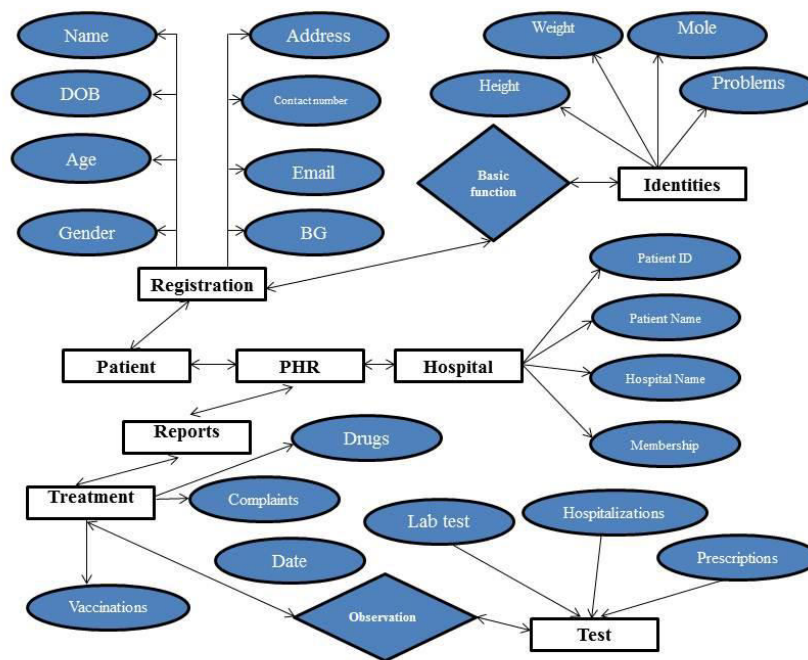 Name
Address
Weight
Mole
DOB
Contact number
Height
Problems
Age
Email
Basic
function
Identities
Gender
BG
Registration
Patient ID
Patient Name
Patient
PHR
Hospital
Hospital Name
Reports
Drugs
Membership
Treatment
Complaints
Lab test
Hospitalizations
Date
Prescriptions
Vaccinations
Observation
Test